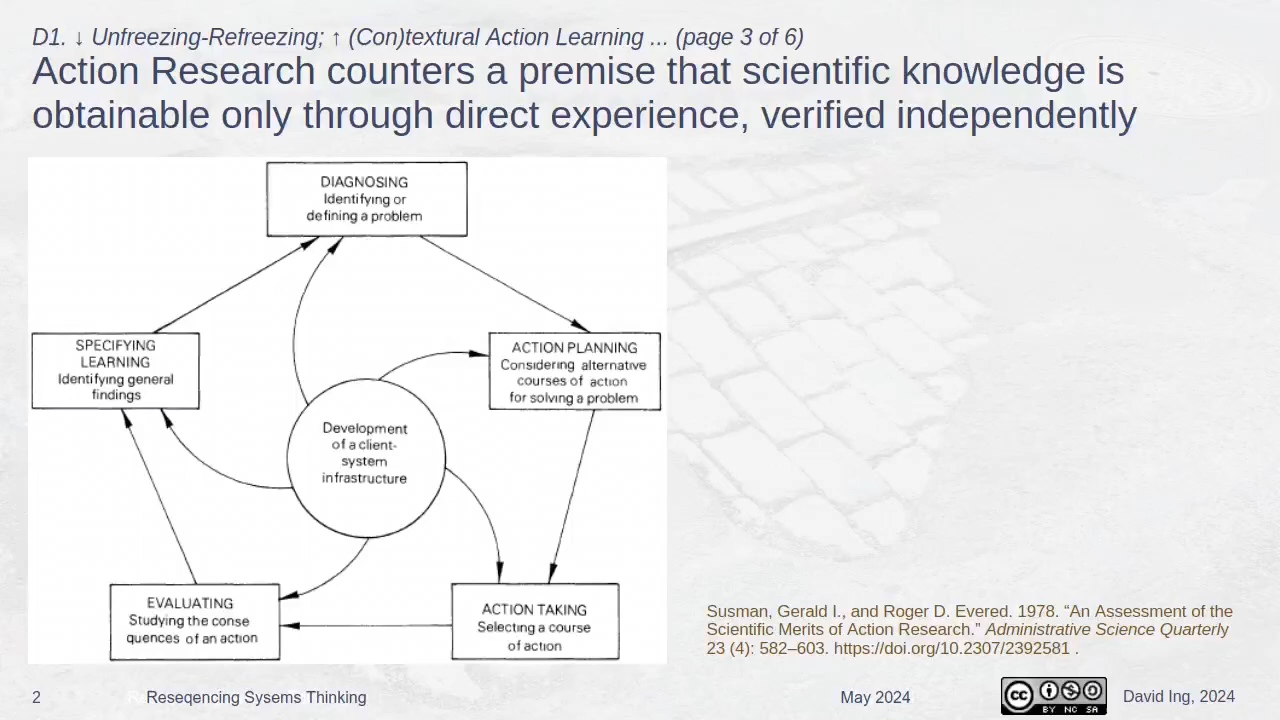 D1. ↓ Unfreezing-Refreezing; ↑ (Con)textural Action Learning ... (page 3 of 6)
Action Research counters a premise that scientific knowledge is
obtainable only through direct experience, verified independently
DIAGNOSING
Identifying or
defining a problem
SPECIFYING
LEARNING
Identifying general
findings
ACTION PLANNING
Considering alternative
courses of action
for solving a problem
Development
of a client-
system
infrastructure
EVALUATING
Studying the conse
quences of an action
ACTION TAKING
Selecting a course
of action
Susman, Gerald I., and Roger D. Evered. 1978. “An Assessment of the
Scientific Merits of Action Research.” Administrative Science Quarterly
23 (4): 582–603. https://doi.org/10.2307/2392581 .
2
Reseqencing Sysems Thinking
May 2024
cc
BY NC SA
David Ing, 2024